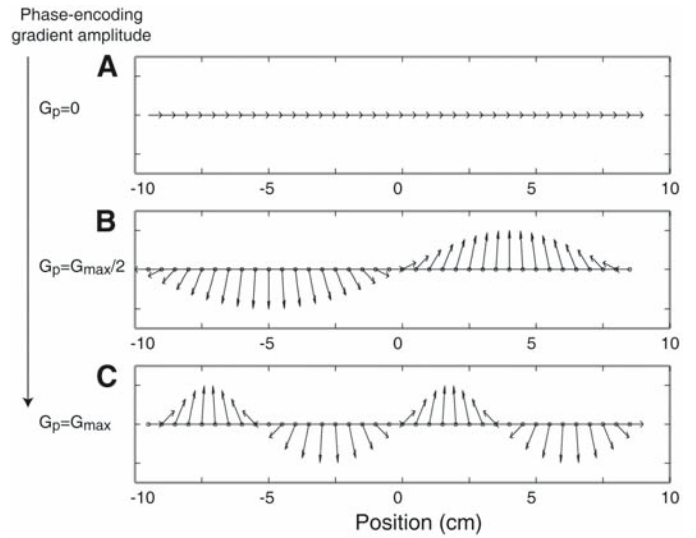 Phase-encoding
gradient amplitude
A
Gp=0
-10 -5 0 5 10
B
Gp=Gmax/2
-10 -5 0 5 10
C
Gp=Gmax
-10 -5 0 5 10
Position (cm)